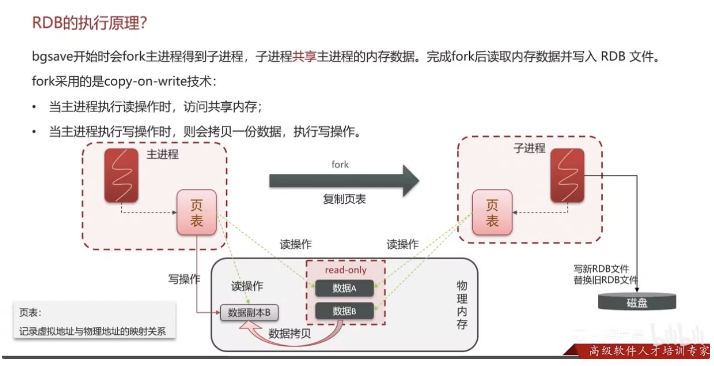 RDB的执行原理？
bgsave开始时会fork主进程得到子进程，子进程共享主进程的内存数据。完成fork后读取内存数据并写入 RDB 文件。
fork采用的是copy-on-write技术：
• 当主进程执行读操作时，访问共享内存；
• 当主进程执行写操作时，则会拷贝一份数据，执行写操作。
主进程
fork
子进程
页表
复制页表
页表
读操作
读操作
写操作
读操作
read-only
数据A
数据B
物理内存
写新RDB文件
替换旧RDB文件
磁盘
数据副本B
数据拷贝
页表：
记录虚拟地址与物理地址的映射关系
bilibili
高级软件人才培训专家